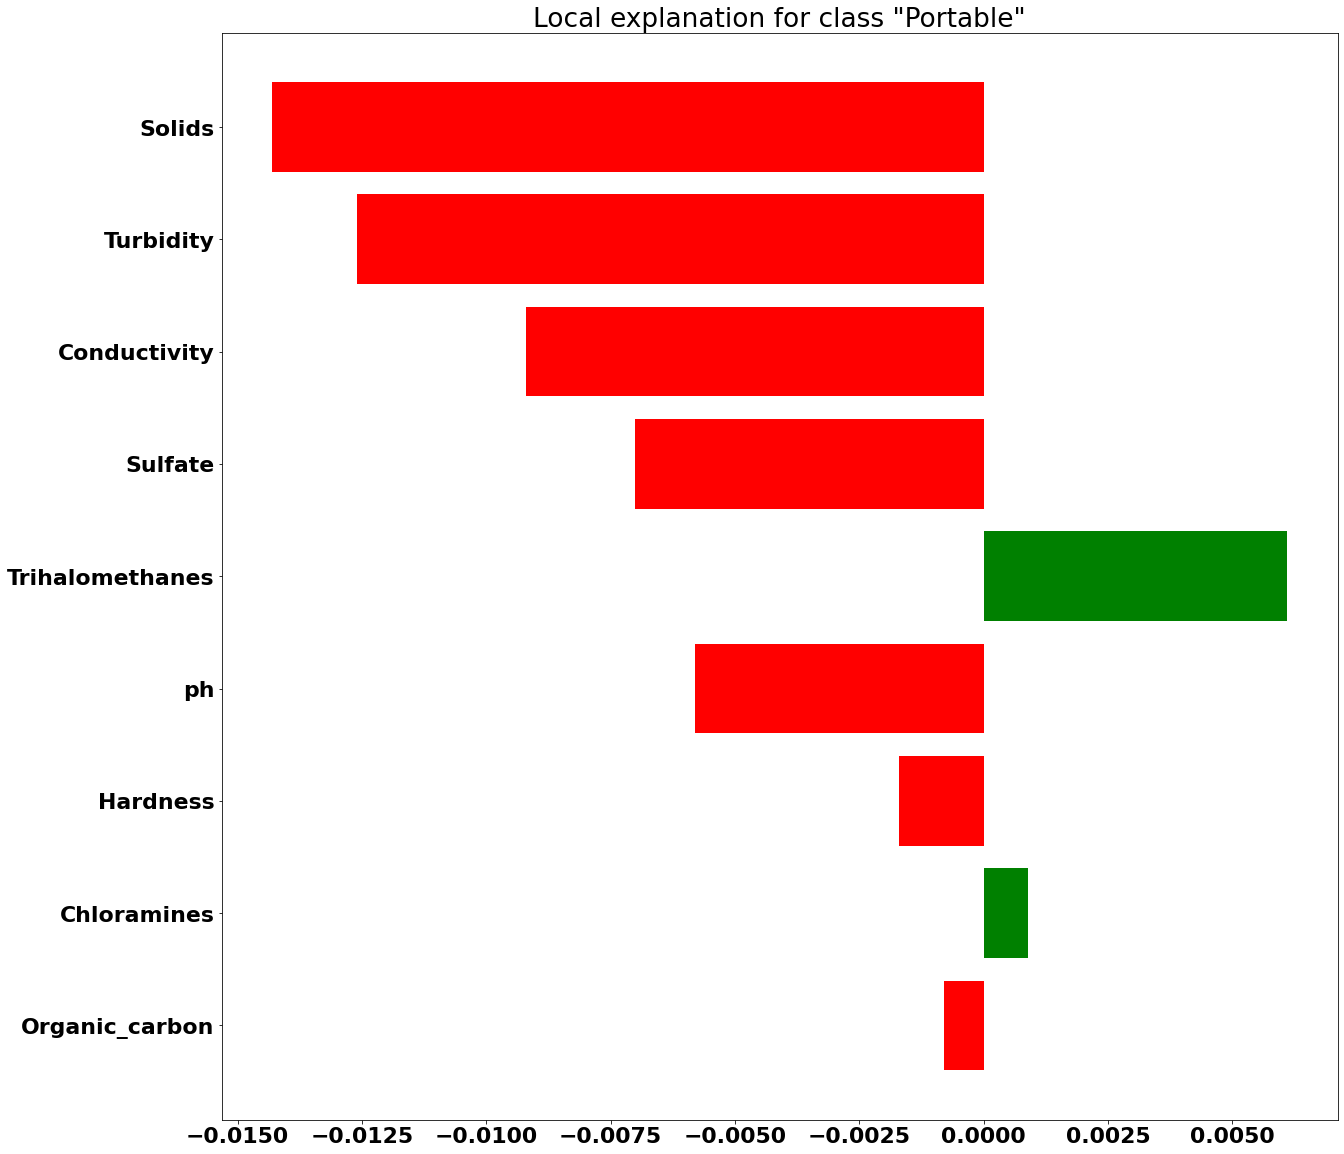 Local explanation for class "Portable"
Solids
Turbidity
Conductivity
Sulfate
Trihalomethanes
ph
Hardness
Chloramines
Organic_carbon
−0.0150 −0.0125 −0.0100 −0.0075 −0.0050 −0.0025 0.0000 0.0025 0.0050